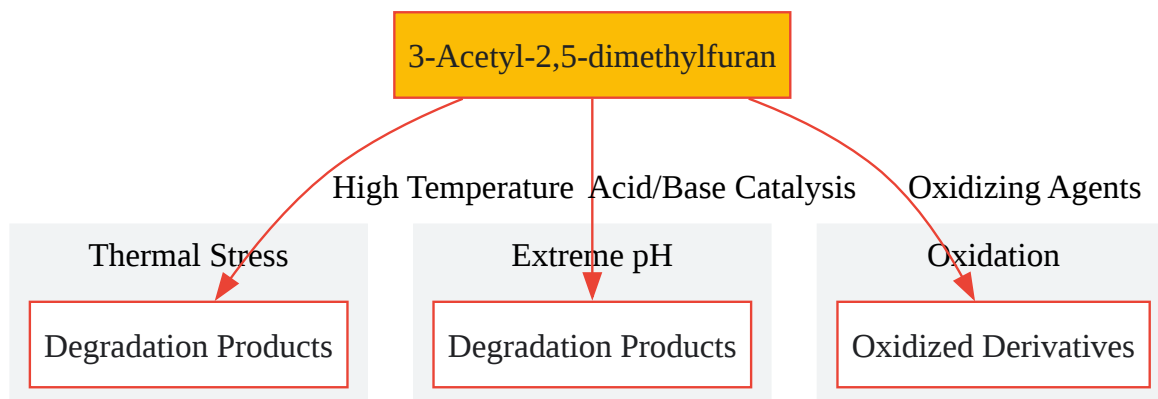 3-Acetyl-2,5-dimethylfuran
High Temperature
Acid/Base Catalysis
Oxidizing Agents
Thermal Stress
Extreme pH
Oxidation
Degradation Products
Degradation Products
Oxidized Derivatives